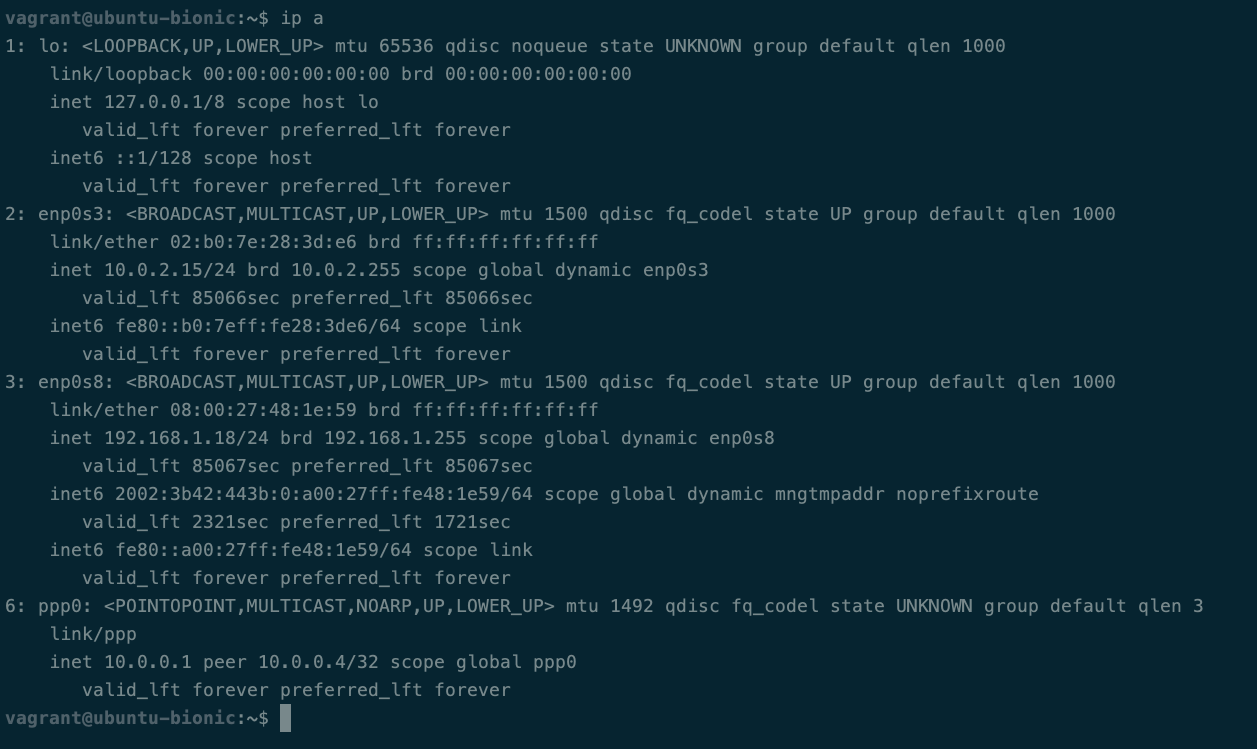 vagrant@ubuntu-bionic:~$ ip a
1: lo: <LOOPBACK,UP,LOWER_UP> mtu 65536 qdisc noqueue state UNKNOWN group default qlen 1000
    link/loopback 00:00:00:00:00:00 brd 00:00:00:00:00:00
    inet 127.0.0.1/8 scope host lo
       valid_lft forever preferred_lft forever
    inet6 ::1/128 scope host
       valid_lft forever preferred_lft forever
2: enp0s3: <BROADCAST,MULTICAST,UP,LOWER_UP> mtu 1500 qdisc fq_codel state UP group default qlen 1000
    link/ether 02:b0:7e:28:3d:e6 brd ff:ff:ff:ff:ff:ff
    inet 10.0.2.15/24 brd 10.0.2.255 scope global dynamic enp0s3
       valid_lft 85066sec preferred_lft 85066sec
    inet6 fe80::b0:7eff:fe28:3de6/64 scope link
       valid_lft forever preferred_lft forever
3: enp0s8: <BROADCAST,MULTICAST,UP,LOWER_UP> mtu 1500 qdisc fq_codel state UP group default qlen 1000
    link/ether 08:00:27:48:1e:59 brd ff:ff:ff:ff:ff:ff
    inet 192.168.1.18/24 brd 192.168.1.255 scope global dynamic enp0s8
       valid_lft 85067sec preferred_lft 85067sec
    inet6 2002:3b42:443b:0:a00:27ff:fe48:1e59/64 scope global dynamic mngtmpaddr noprefixroute
       valid_lft 2321sec preferred_lft 1721sec
    inet6 fe80::a00:27ff:fe48:1e59/64 scope link
       valid_lft forever preferred_lft forever
6: ppp0: <POINTOPOINT,MULTICAST,NOARP,UP,LOWER_UP> mtu 1492 qdisc fq_codel state UNKNOWN group default qlen 3
    link/ppp
    inet 10.0.0.1 peer 10.0.0.4/32 scope global ppp0
       valid_lft forever preferred_lft forever
vagrant@ubuntu-bionic:~$